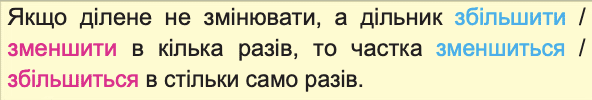 Якщо ділене не змінювати, а дільник збільшити /
зменшити в кілька разів, то частка зменшиться /
збільшиться в стільки само разів.